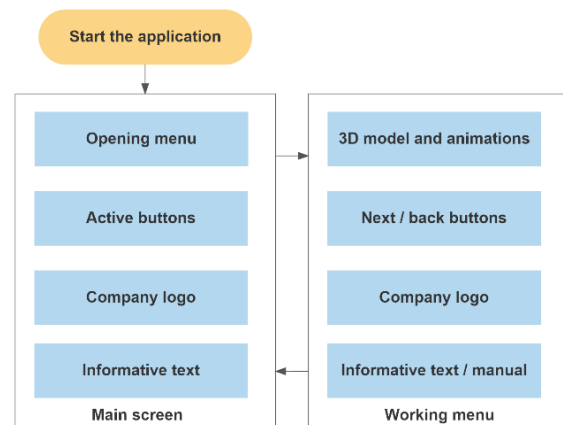 Start the application
Opening menu
Active buttons
Company logo
Informative text
Main screen
3D model and animations
Next / back buttons
Company logo
Informative text / manual
Working menu